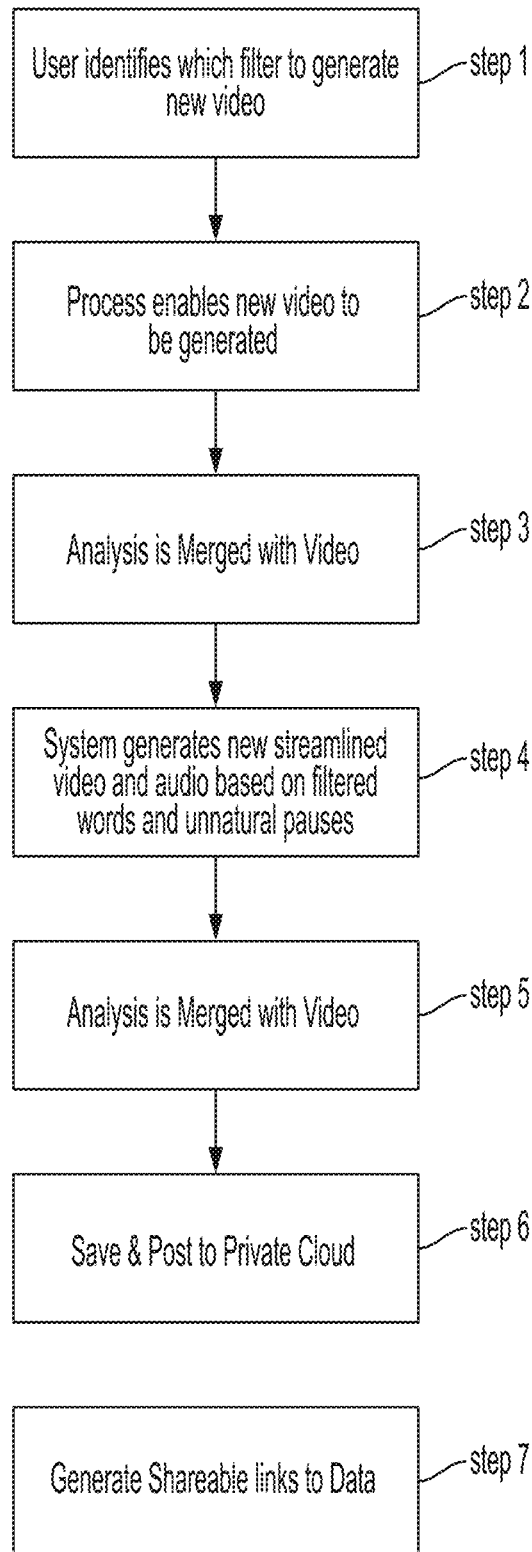 User identifies which filter to generate
new video
step 1
Process enables new video to
be generated
step 2
Analysis is Merged with Video
step 3
System generates new streamlined
video and audio based on filtered
words and unnatural pauses
step 4
Analysis is Merged with Video
step 5
Save & Post to Private Cloud
step 6
Generate Shareable links to Data
step 7